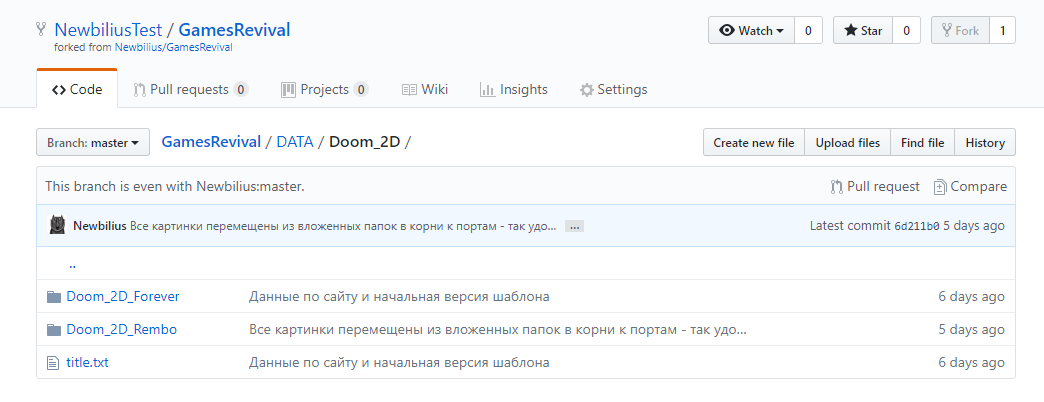 NewbiliusTest / GamesRevival
forked from Newbilius/GamesRevival
Watch 0 Star 0 Fork 1
Code Pull requests 0 Projects 0 Wiki Insights Settings
Branch: master GamesRevival / DATA / Doom_2D / Create new file Upload files Find file History
This branch is even with Newbilius:master. Pull request Compare
Newbilius Все картинки перемещены из вложенных папок в корни к портам - так удо... ... Latest commit 6d211b0 5 days ago
..
Doom_2D_Forever Данные по сайту и начальная версия шаблона 6 days ago
Doom_2D_Rembo Все картинки перемещены из вложенных папок в корни к портам - так удо... 5 days ago
title.txt Данные по сайту и начальная версия шаблона 6 days ago